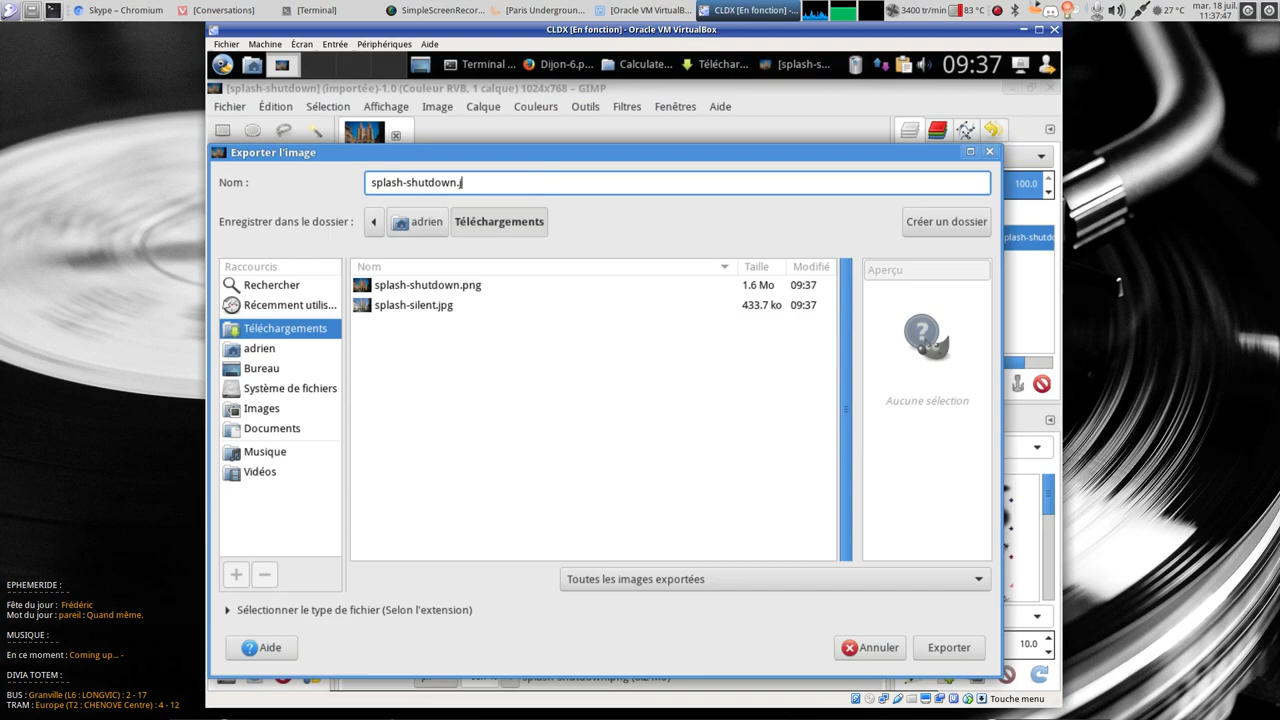 Skype — Chromium
[Conversations]
[Terminal]
SimpleScreenRecor...
[Paris Undergroun...
[Oracle VM VirtualB...
CLDX [En fonction] -...
3400 tr/min
83 °C
27 °C
mar. 18 juil.
11:37:47
CLDX [En fonction] - Oracle VM VirtualBox
Fichier Machine Écran Entrée Périphériques Aide
Terminal ...
Dijon-6.p...
Calculate...
Téléchar...
[splash-s...
09:37
[splash-shutdown] (importée)-1.0 (Couleur RVB, 1 calque) 1024x768 – GIMP
Fichier Édition Sélection Affichage Image Calque Couleurs Outils Filtres Fenêtres Aide
Exporter l'image
Nom :
splash-shutdown.j
100.0
Enregistrer dans le dossier :
adrien
Téléchargements
Créer un dossier
Raccourcis
Nom
Taille
Modifié
Aperçu
Rechercher
splash-shutdown.png
1.6 Mo
09:37
Récemment utilis...
splash-silent.jpg
433.7 ko
09:37
Téléchargements
adrien
Bureau
Système de fichiers
Images
Documents
Musique
Vidéos
Aucune sélection
Toutes les images exportées
Sélectionner le type de fichier (Selon l'extension)
Aide
Annuler
Exporter
10.0
Touche menu
EPHEMERIDE :
Fête du jour : Frédéric
Mot du jour : pareil : Quand même.
MUSIQUE :
En ce moment : Coming up... -
DIVIA TOTEM :
BUS : Granville (L6 : LONGVIC) : 2 - 17
TRAM : Europe (T2 : CHENOVE Centre) : 4 - 12